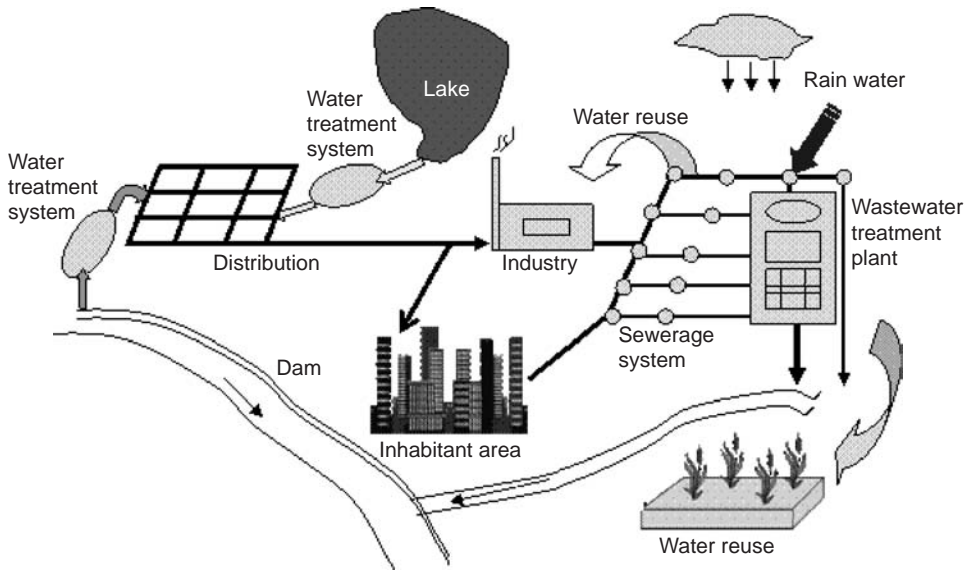 Lake
Rain water
Water
treatment
system
Water reuse
Water
treatment
system
Wastewater
treatment
plant
Distribution
Industry
Sewerage
system
Dam
Inhabitant area
Water reuse